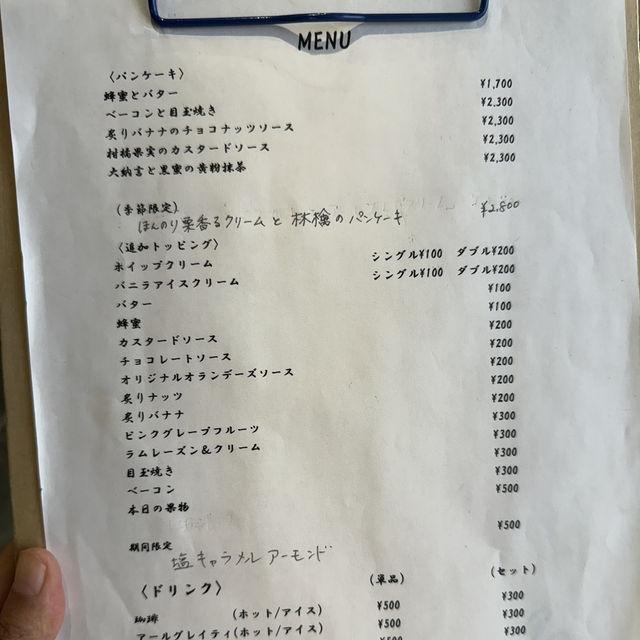 MENU
〈パンケーキ〉
蜂蜜とバター ¥1,700
ベーコンと目玉焼き ¥2,300
炙りバナナのチョコナッツソース ¥2,300
柑橘果実のカスタードソース ¥2,300
大納言と黒蜜の黄粉抹茶 ¥2,300
(季節限定)
ほんのり栗香るクリームと林檎のパンケーキ ¥2,800
〈追加トッピング〉
ホイップクリーム シングル¥100 ダブル¥200
バニラアイスクリーム シングル¥100 ダブル¥200
バター ¥100
蜂蜜 ¥100
カスタードソース ¥200
チョコレートソース ¥200
オリジナルオランデーズソース ¥200
炙りナッツ ¥200
炙りバナナ ¥200
ピンクグレープフルーツ ¥300
ラムレーズン&クリーム ¥300
目玉焼き ¥300
ベーコン ¥300
本日の果物 ¥500
期間限定
塩キャラメルアーモンド ¥500
〈ドリンク〉 (単品) (セット)
珈琲 (ホット/アイス) ¥500 ¥300
アールグレイティ(ホット/アイス) ¥500 ¥300
¥500 ¥300